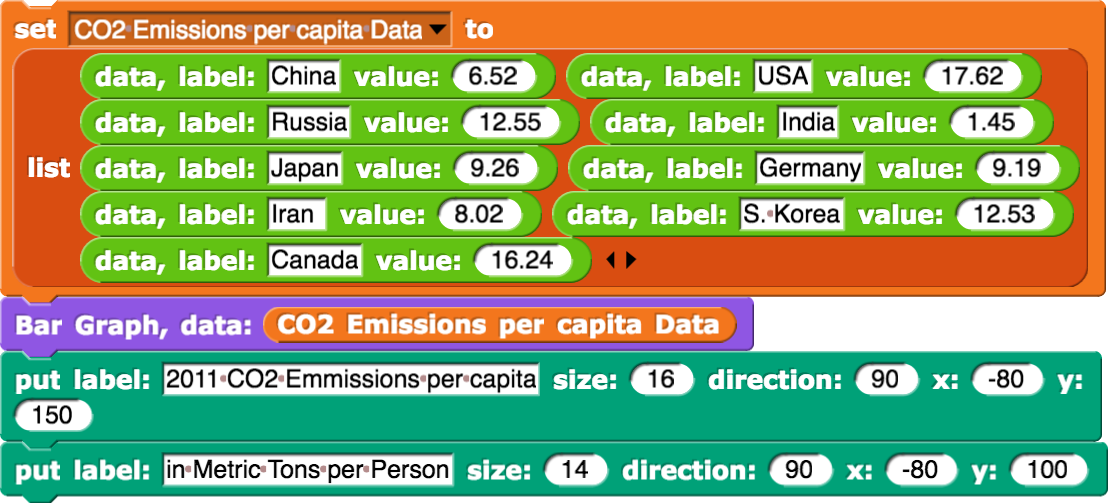 set CO2 Emissions per capita Data to
data, label: China value: 6.52 data, label: USA value: 17.62
data, label: Russia value: 12.55 data, label: India value: 1.45
list data, label: Japan value: 9.26 data, label: Germany value: 9.19
data, label: Iran value: 8.02 data, label: S. Korea value: 12.53
data, label: Canada value: 16.24
Bar Graph, data: CO2 Emissions per capita Data
put label: 2011 CO2 Emmissions per capita size: 16 direction: 90 x: -80 y:
150
put label: in Metric Tons per Person size: 14 direction: 90 x: -80 y: 100